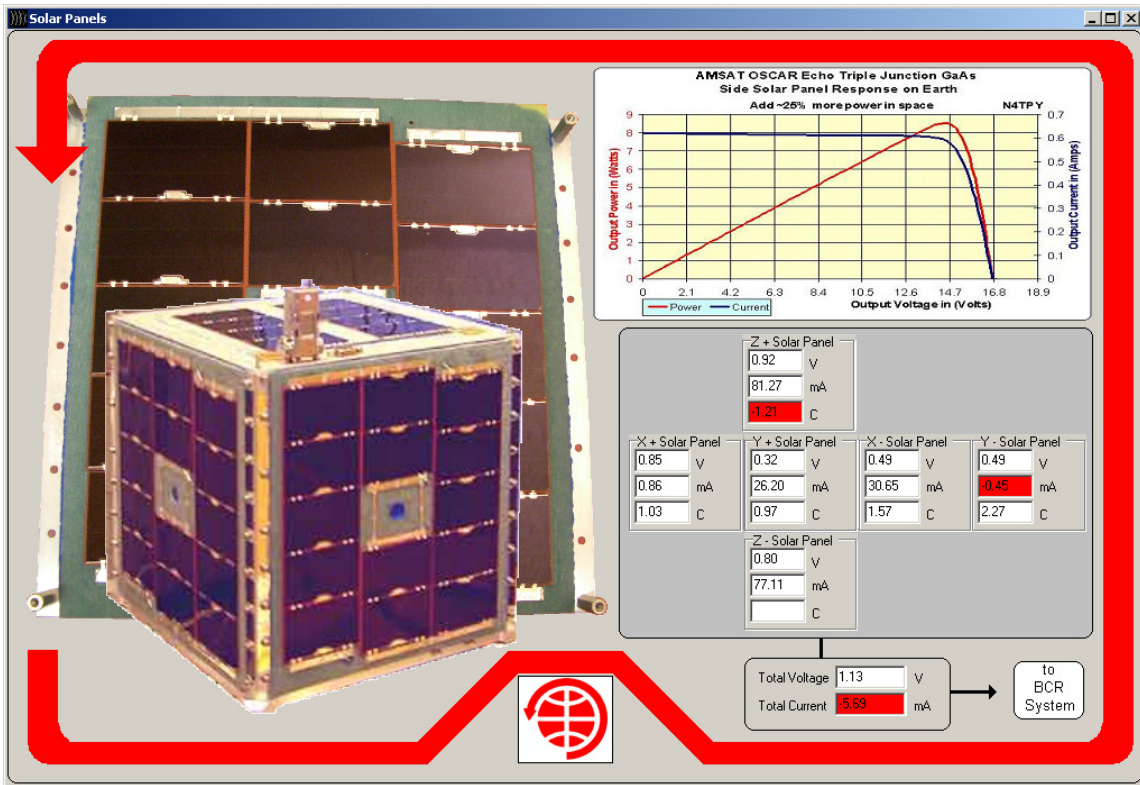 Solar Panels
AMSAT OSCAR Echo Triple Junction GaAs
Side Solar Panel Response on Earth
Add ~25% more power in space
N4TPY
Output Power in (Watts)
9
8
7
6
5
4
3
2
1
0
0.7
0.6
0.5
0.4
0.3
0.2
0.1
0
Output Current in (Amps)
0 2.1 4.2 6.3 8.4 10.5 12.6 14.7 16.8 18.9
Output Voltage in (Volts)
Power Current
Z + Solar Panel
0.92 V
81.27 mA
-1.21 C
X + Solar Panel
0.85 V
0.86 mA
1.03 C
Y + Solar Panel
0.32 V
26.20 mA
0.97 C
X - Solar Panel
0.49 V
30.65 mA
1.57 C
Y - Solar Panel
0.49 V
-0.45 mA
2.27 C
Z - Solar Panel
0.80 V
77.11 mA
C
Total Voltage 1.13 V
Total Current -5.69 mA
to
BCR
System